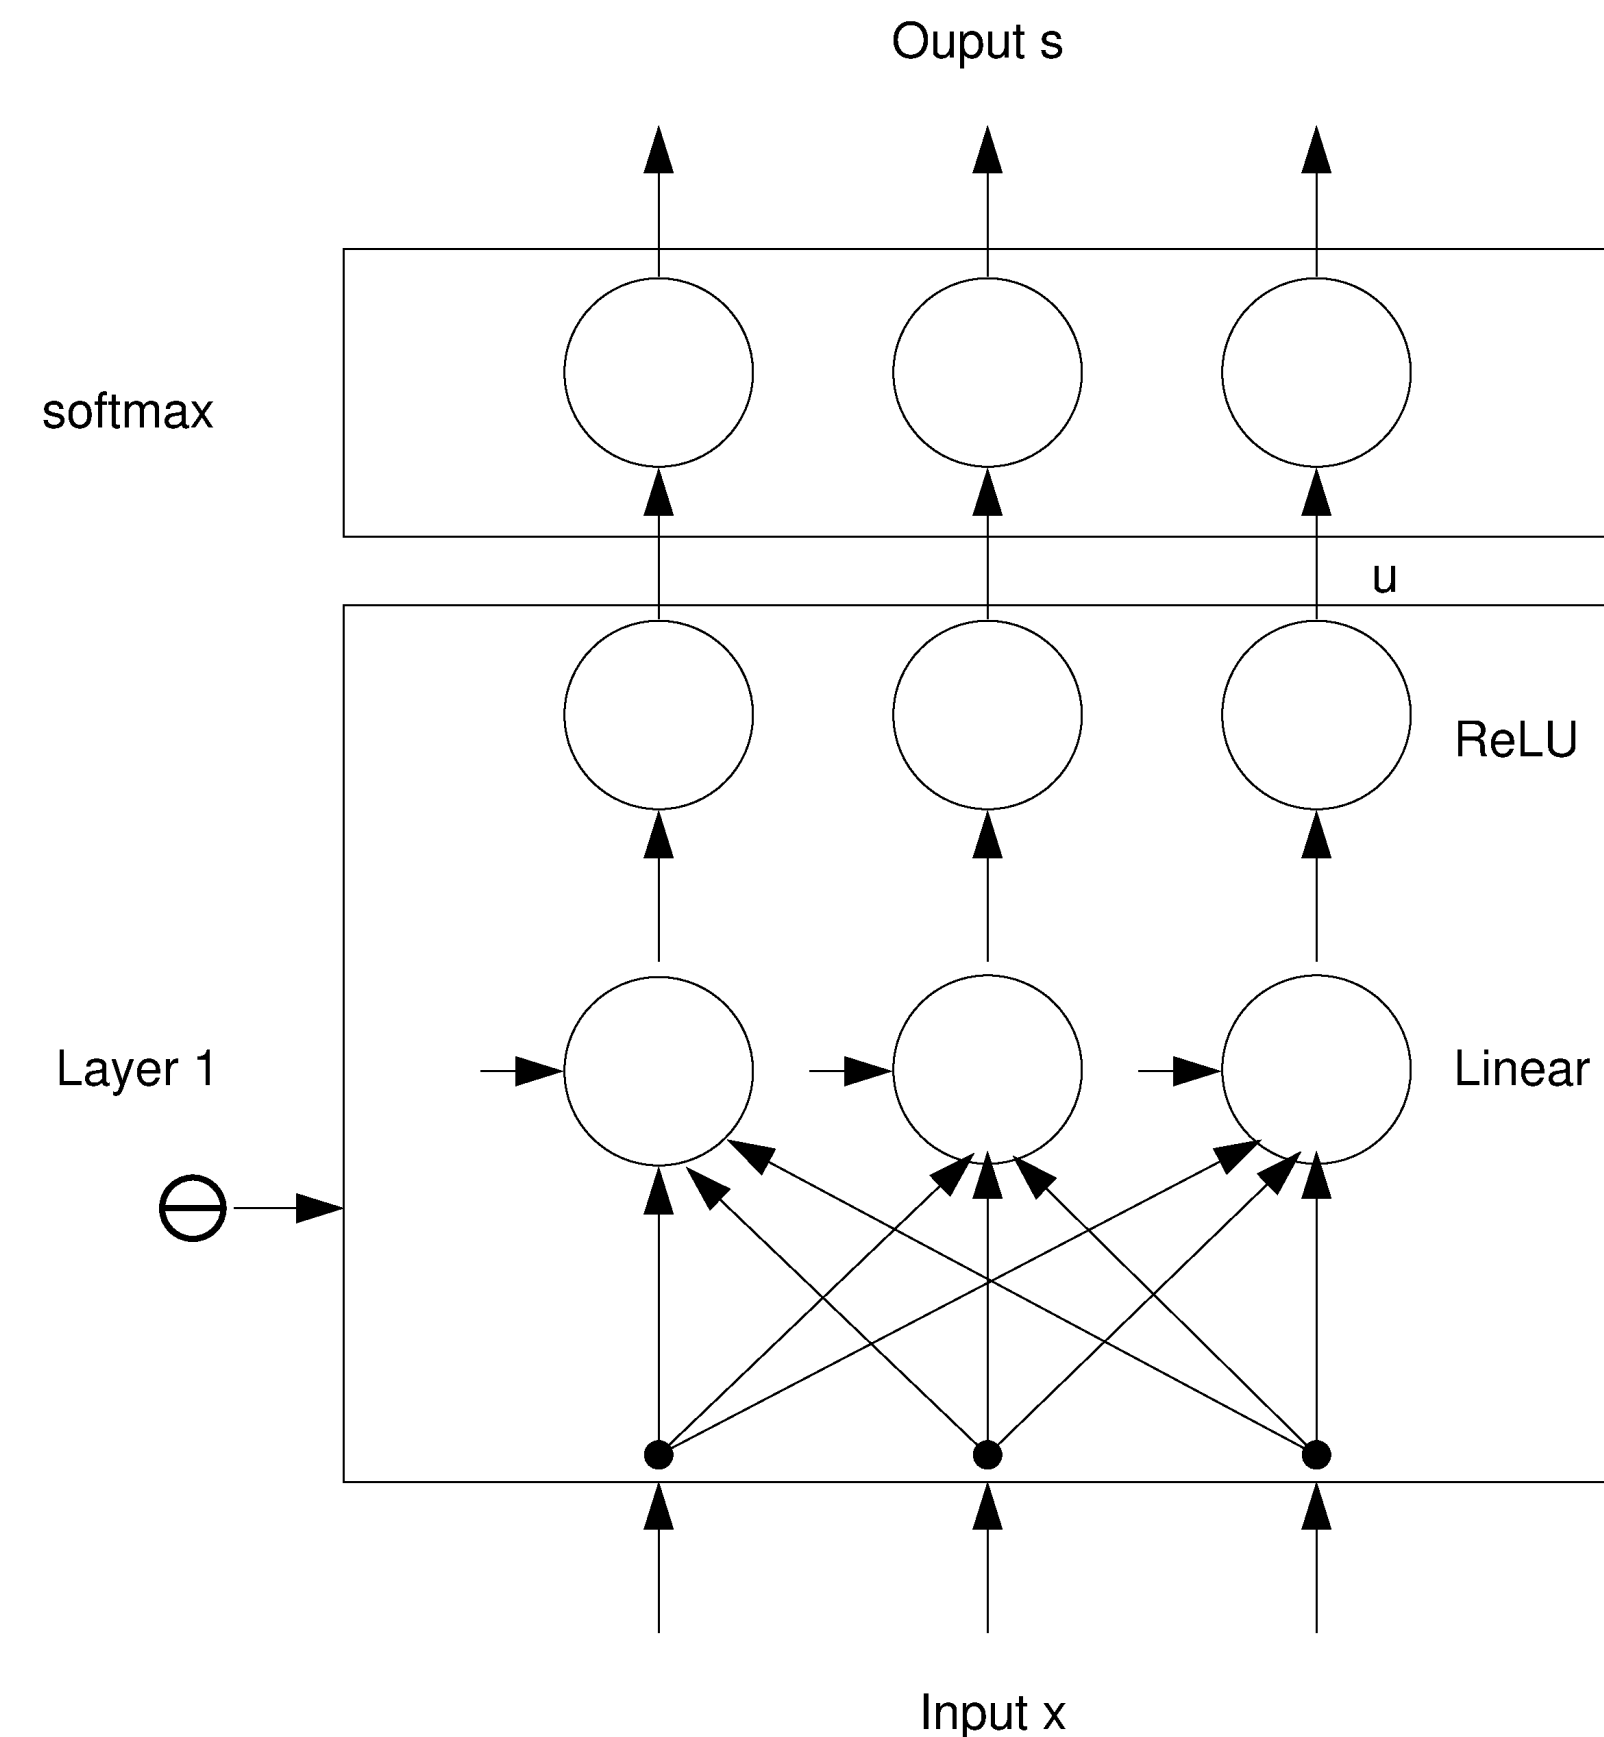 Ouput s
softmax
u
ReLU
Layer 1
Linear
Θ
Input x